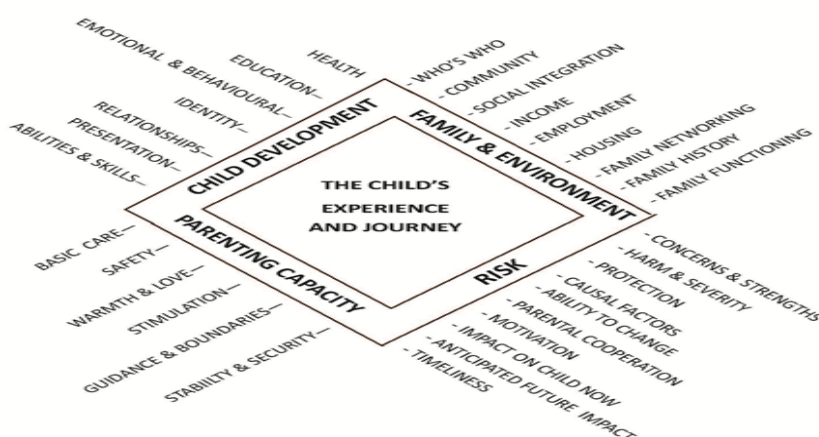 HEALTH
EDUCATION
EMOTIONAL & BEHAVIOURAL
IDENTITY
RELATIONSHIPS
PRESENTATION
ABILITIES & SKILLS
- WHO'S WHO
- COMMUNITY
- SOCIAL INTEGRATION
- INCOME
- EMPLOYMENT
- HOUSING
- FAMILY NETWORKING
- FAMILY HISTORY
- FAMILY FUNCTIONING
CHILD DEVELOPMENT
FAMILY & ENVIRONMENT
THE CHILD'S
EXPERIENCE
AND JOURNEY
PARENTING CAPACITY
RISK
BASIC CARE
SAFETY
WARMTH & LOVE
STIMULATION
GUIDANCE & BOUNDARIES
STABIILTY & SECURITY
- CONCERNS & STRENGTHS
- HARM & SEVERITY
- PROTECTION
- CAUSAL FACTORS
- ABILITY TO CHANGE
- PARENTAL COOPERATION
- MOTIVATION
- IMPACT ON CHILD NOW
- ANTICIPATED FUTURE IMPACT
- TIMELINESS